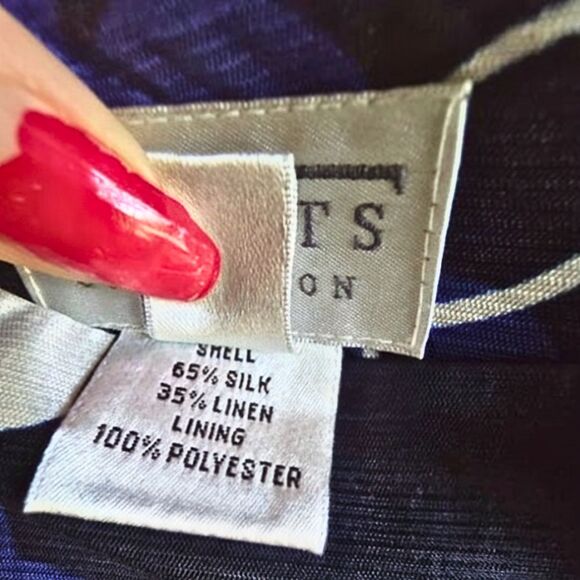 TS
ON
SHELL
65% SILK
35% LINEN
LINING
100% POLYESTER